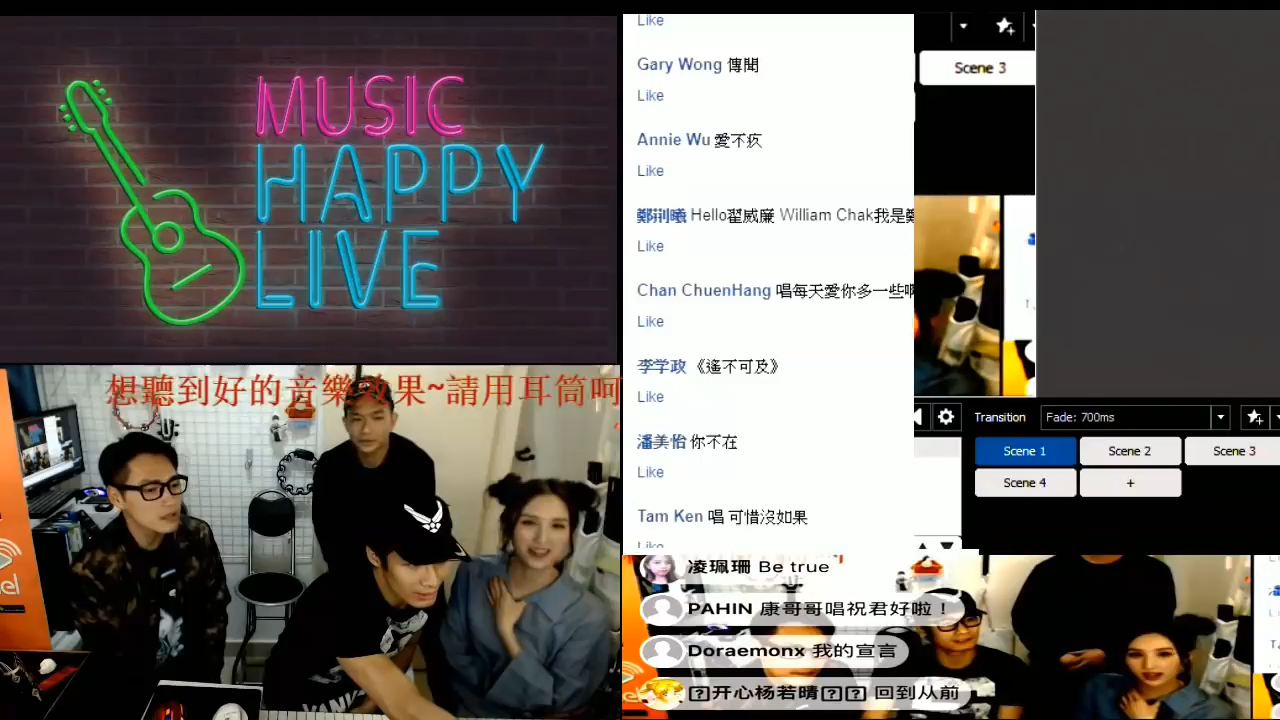 MUSIC
HAPPY
LIVE
Like
Gary Wong 傳聞
Like
Annie Wu 愛不疚
Like
鄭荆曦 Hello翟威廉 William Chak我是鄭
Like
Chan ChuenHang 唱每天愛你多一些啊
Like
李学政 《遙不可及》
Like
潘美怡 你不在
Like
Tam Ken 唱 可惜沒如果
Like
Scene 3
Transition
Fade: 700ms
Scene 1
Scene 2
Scene 3
Scene 4
+
想聽到好的音樂效果~請用耳筒呵
凌珮珊 Be true
PAHIN 康哥哥唱祝君好啦！
Doraemonx 我的宣言
开心杨若晴 回到从前